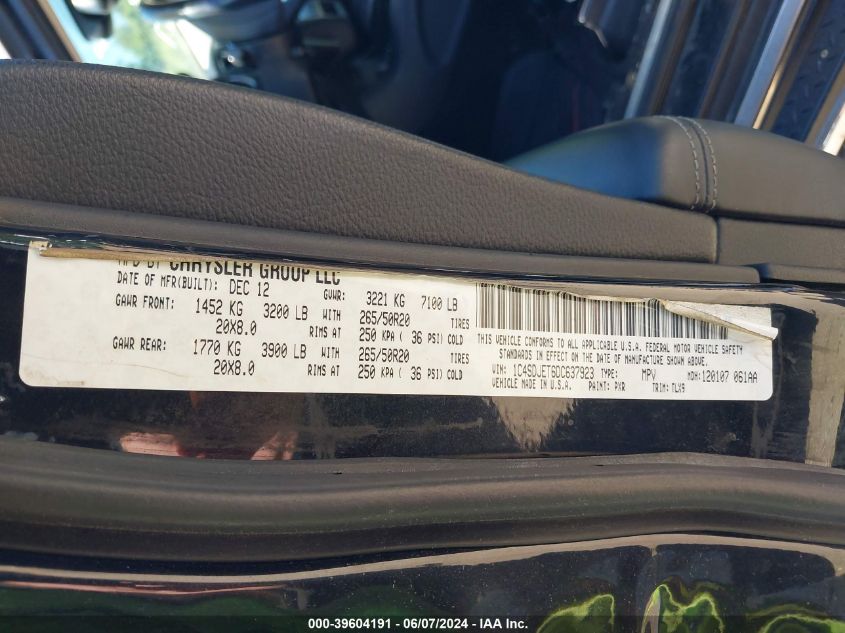 MFD BY CHRYSLER GROUP LLC
DATE OF MFR(BUILT): DEC 12 GVWR: 3221 KG 7100 LB
GAWR FRONT: 1452 KG 3200 LB WITH 265/50R20 TIRES
20X8.0 RIMS AT 250 KPA ( 36 PSI) COLD
GAWR REAR: 1770 KG 3900 LB WITH 265/50R20 TIRES
20X8.0 RIMS AT 250 KPA ( 36 PSI) COLD
THIS VEHICLE CONFORMS TO ALL APPLICABLE U.S.A. FEDERAL MOTOR VEHICLE SAFETY
STANDARDS IN EFFECT ON THE DATE OF MANUFACTURE SHOWN ABOVE.
VIN: 1C4SDJET6DC637923 TYPE: MPV MDH: 120107 061AA
VEHICLE MADE IN U.S.A. PAINT: PXR TRIM: TLX9
000-39604191 - 06/07/2024 - IAA Inc.